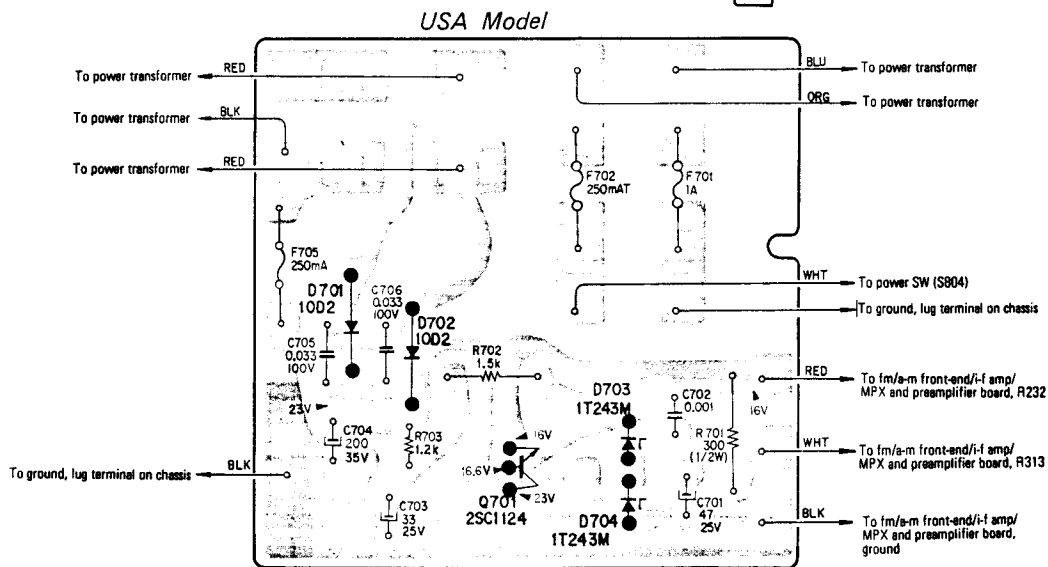 USA Model
To power transformer
RED
BLU
To power transformer
ORG
To power transformer
To power transformer
BLK
To power transformer
RED
F702
250mAT
F701
1A
F705
250mA
WHT
To power SW (S804)
To ground, lug terminal on chassis
D701
10D2
C706
0.033
100V
D702
10D2
C705
0.033
100V
R702
1.5k
D703
1T243M
C702
0.001
RED
To fm/a-m front-end/i-f amp/
MPX and preamplifier board, R232
23V
16V
C704
200
35V
R703
1.2k
16V
R701
300
(1/2W)
WHT
To fm/a-m front-end/i-f amp/
MPX and preamplifier board, R313
To ground, lug terminal on chassis
BLK
16.6V
23V
Q701
2SC1124
C703
33
25V
D704
1T243M
C701
47
25V
BLK
To fm/a-m front-end/i-f amp/
MPX and preamplifier board,
ground